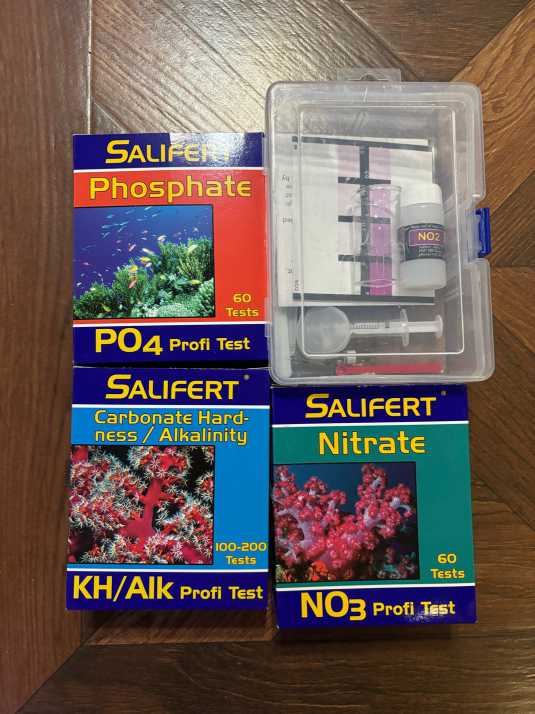 SALIFERT
Phosphate
60
Tests
PO4 Profi Test
NO2
SALIFERT®
Carbonate Hard-
ness / Alkalinity
100-200
Tests
KH/Alk Profi Test
SALIFERT®
Nitrate
60
Tests
NO3 Profi Test